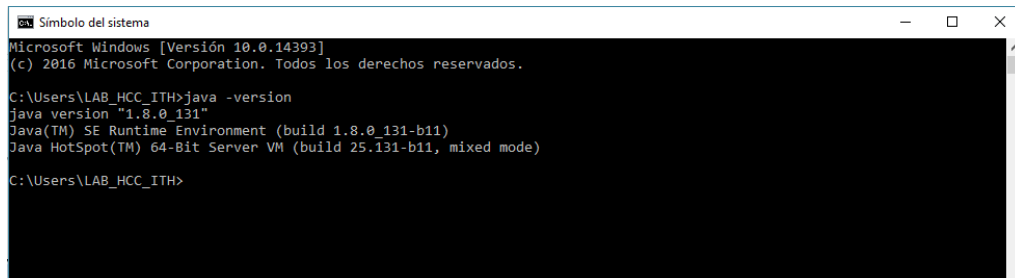 Símbolo del sistema
Microsoft Windows [Versión 10.0.14393]
(c) 2016 Microsoft Corporation. Todos los derechos reservados.
C:\Users\LAB_HCC_ITH>java -version
java version "1.8.0_131"
Java(TM) SE Runtime Environment (build 1.8.0_131-b11)
Java HotSpot(TM) 64-Bit Server VM (build 25.131-b11, mixed mode)
C:\Users\LAB_HCC_ITH>